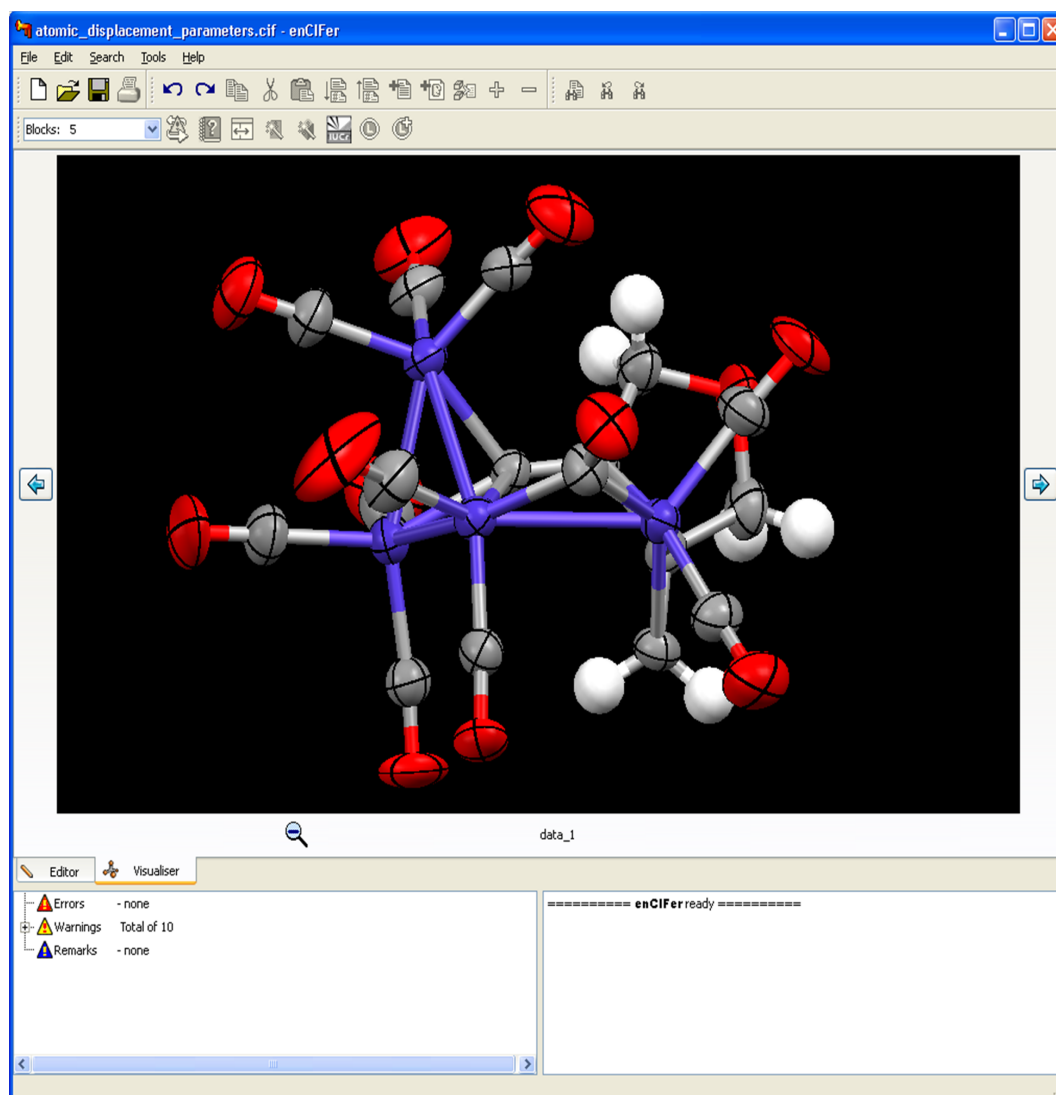 atomic_displacement_parameters.cif - enCIFer
File Edit Search Tools Help
Blocks: 5
IUCr
L
data_1
Editor Visualiser
Errors - none
Warnings Total of 10
Remarks - none
========== enCIFer ready ==========